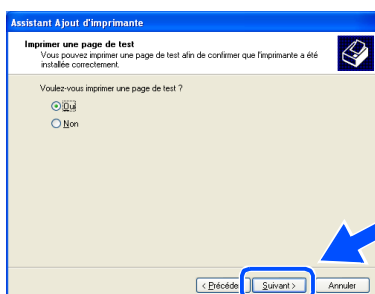 Assistant Ajout d'imprimante
Imprimer une page de test
Vous pouvez imprimer une page de test afin de confirmer que l'imprimante a été
installée correctement.
Voulez-vous imprimer une page de test ?
Oui
Non
< Précéde Suivant > Annuler